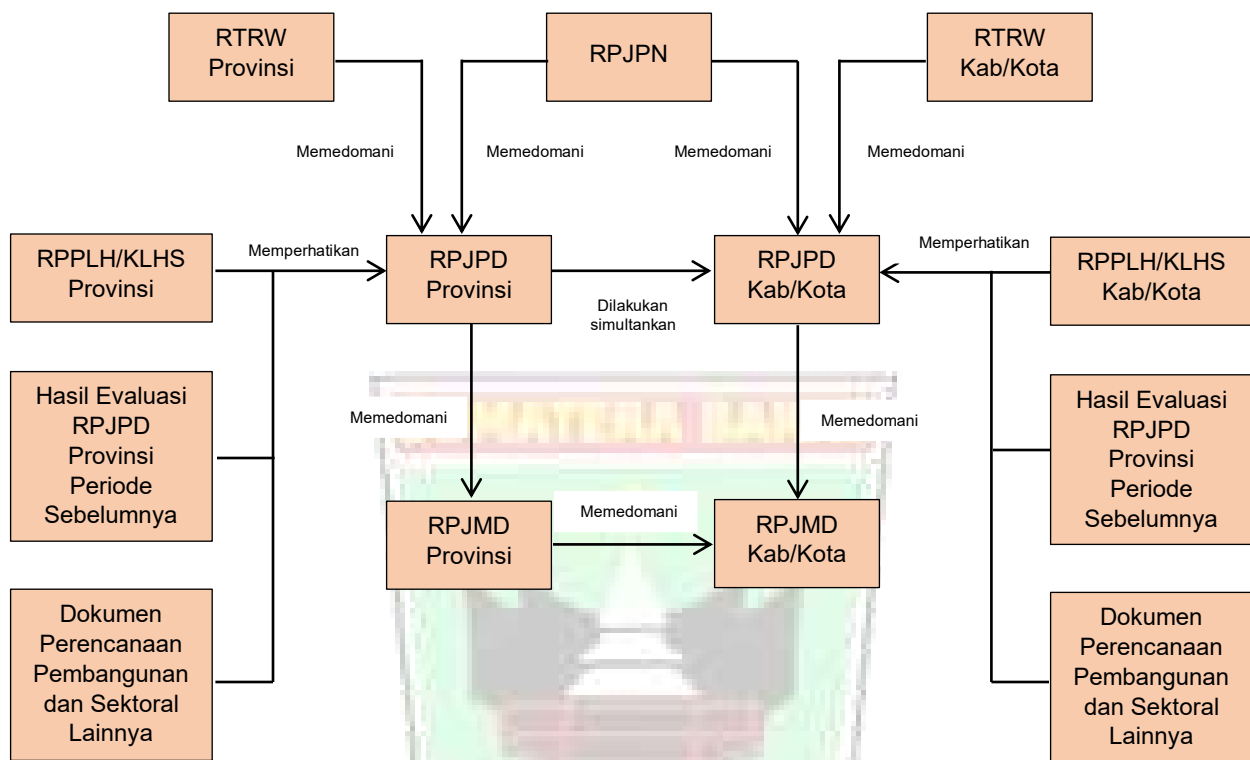 RTRW
Provinsi
RPJPN
RTRW
Kab/Kota
Memedomani
Memedomani
Memedomani
Memedomani
RPPLH/KLHS
Provinsi
Memperhatikan
RPJPD
Provinsi
Dilakukan
simultankan
RPJPD
Kab/Kota
Memperhatikan
RPPLH/KLHS
Kab/Kota
Hasil Evaluasi
RPJPD
Provinsi
Periode
Sebelumnya
Memedomani
Memedomani
Hasil Evaluasi
RPJPD
Provinsi
Periode
Sebelumnya
RPJMD
Provinsi
Memedomani
RPJMD
Kab/Kota
Dokumen
Perencanaan
Pembangunan
dan Sektoral
Lainnya
Dokumen
Perencanaan
Pembangunan
dan Sektoral
Lainnya